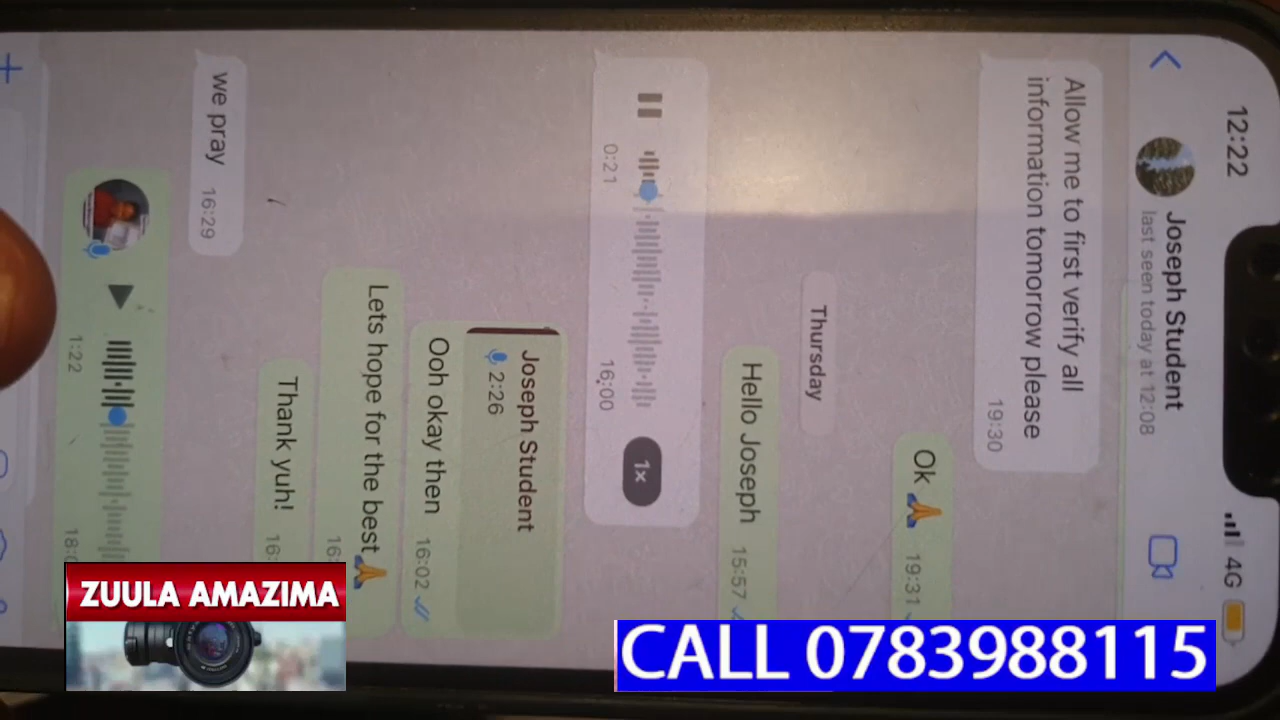 12:22
4G
Joseph Student
last seen today at 12:08
Allow me to first verify all
information tomorrow please
19:30
Ok 🙏 19:31
Thursday
Hello Joseph 15:57
0:21
16:00
1×
Joseph Student
2:26
Ooh okay then 16:02
Lets hope for the best🙏
16:
Thank yuh! 16:
we pray 16:29
1:22
ZUULA AMAZIMA
CALL 0783988115